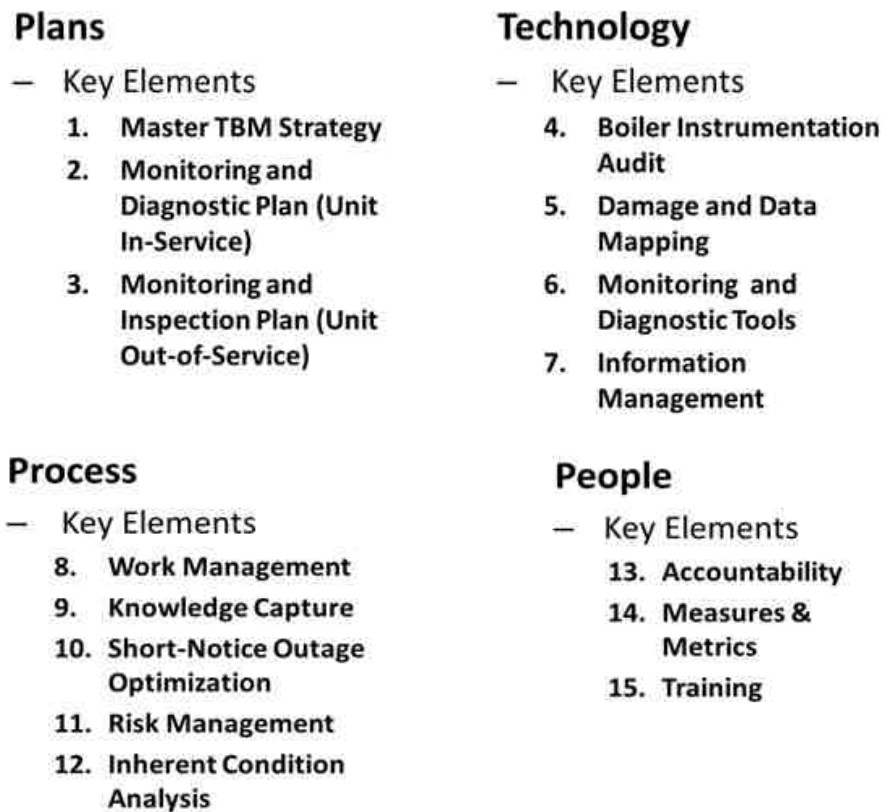 Plans
– Key Elements
1. Master TBM Strategy
2. Monitoring and
Diagnostic Plan (Unit
In-Service)
3. Monitoring and
Inspection Plan (Unit
Out-of-Service)
Technology
– Key Elements
4. Boiler Instrumentation
Audit
5. Damage and Data
Mapping
6. Monitoring and
Diagnostic Tools
7. Information
Management
Process
– Key Elements
8. Work Management
9. Knowledge Capture
10. Short-Notice Outage
Optimization
11. Risk Management
12. Inherent Condition
Analysis
People
– Key Elements
13. Accountability
14. Measures &
Metrics
15. Training